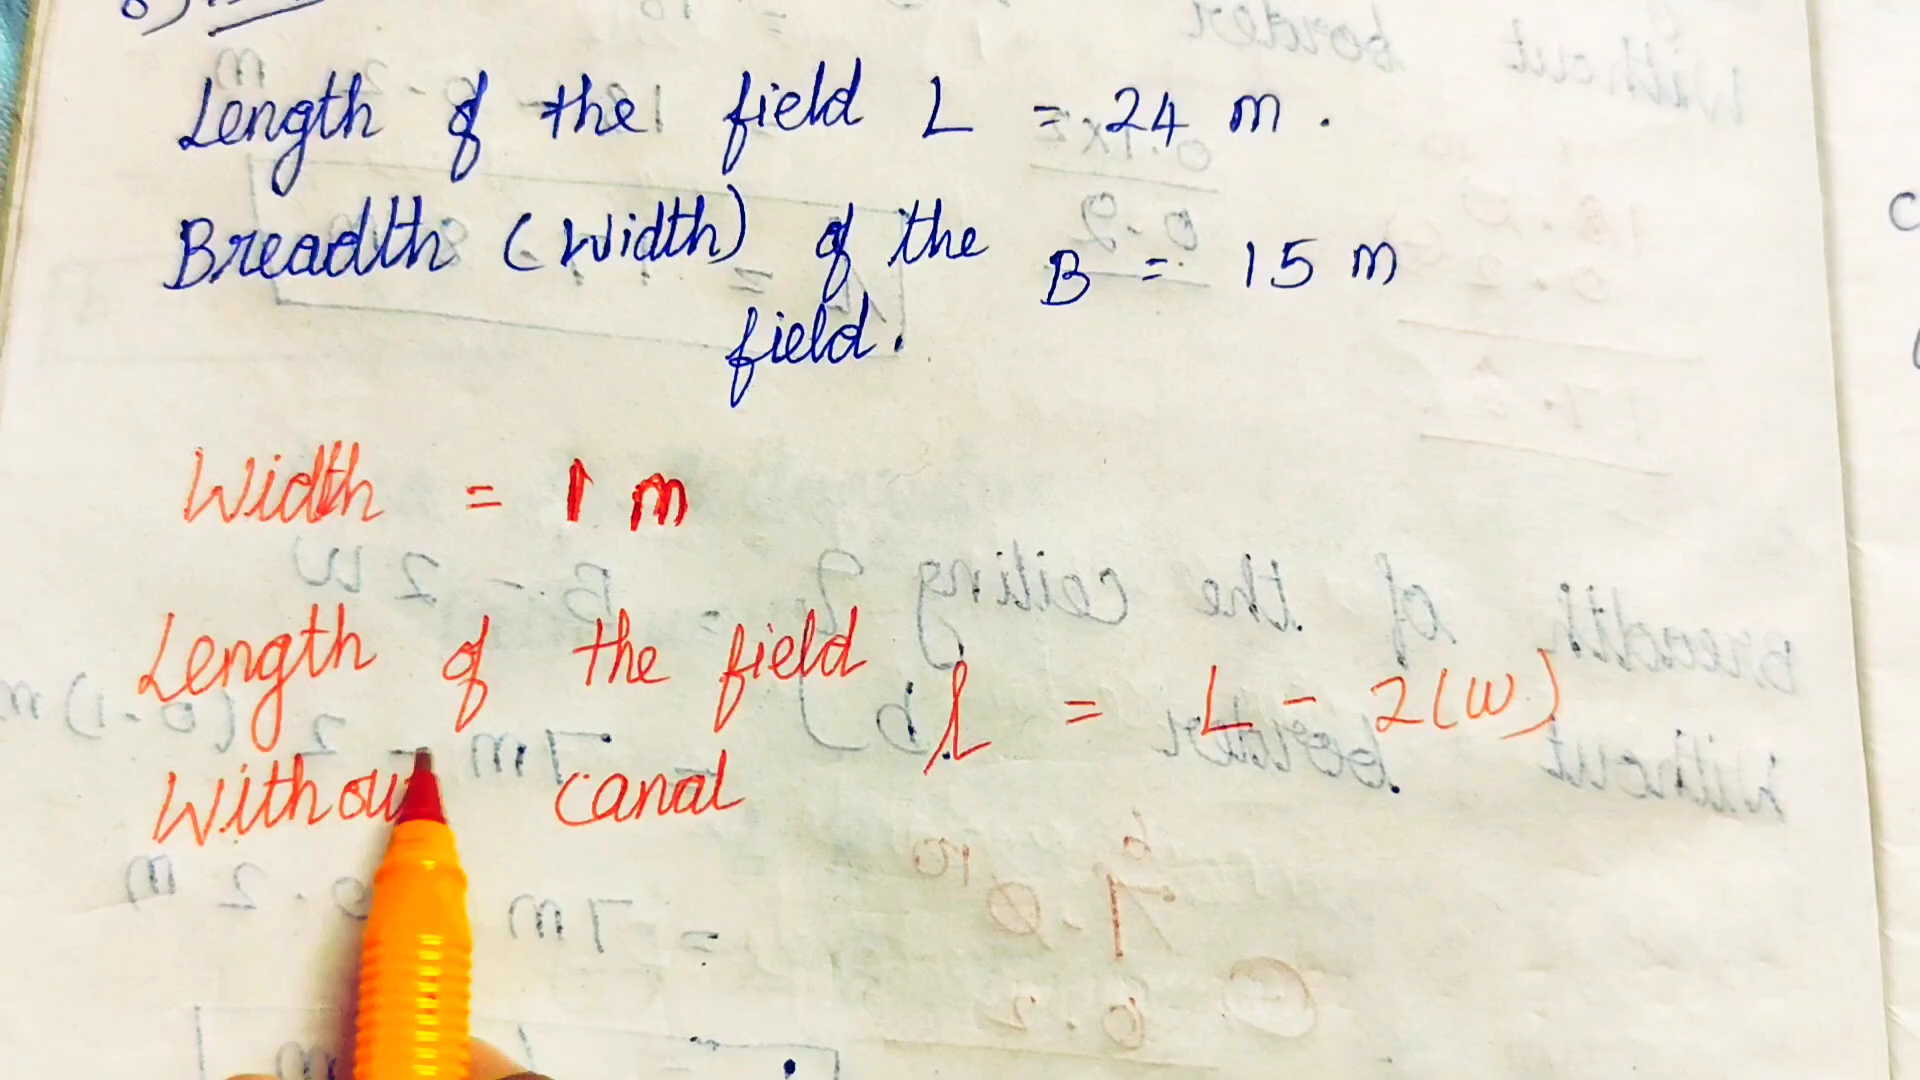 Length of the field L = 24 m.
Breadth (Width) of the B = 15 m
field.
Width = 1 m
Length of the field l = L - 2(W)
Without canal